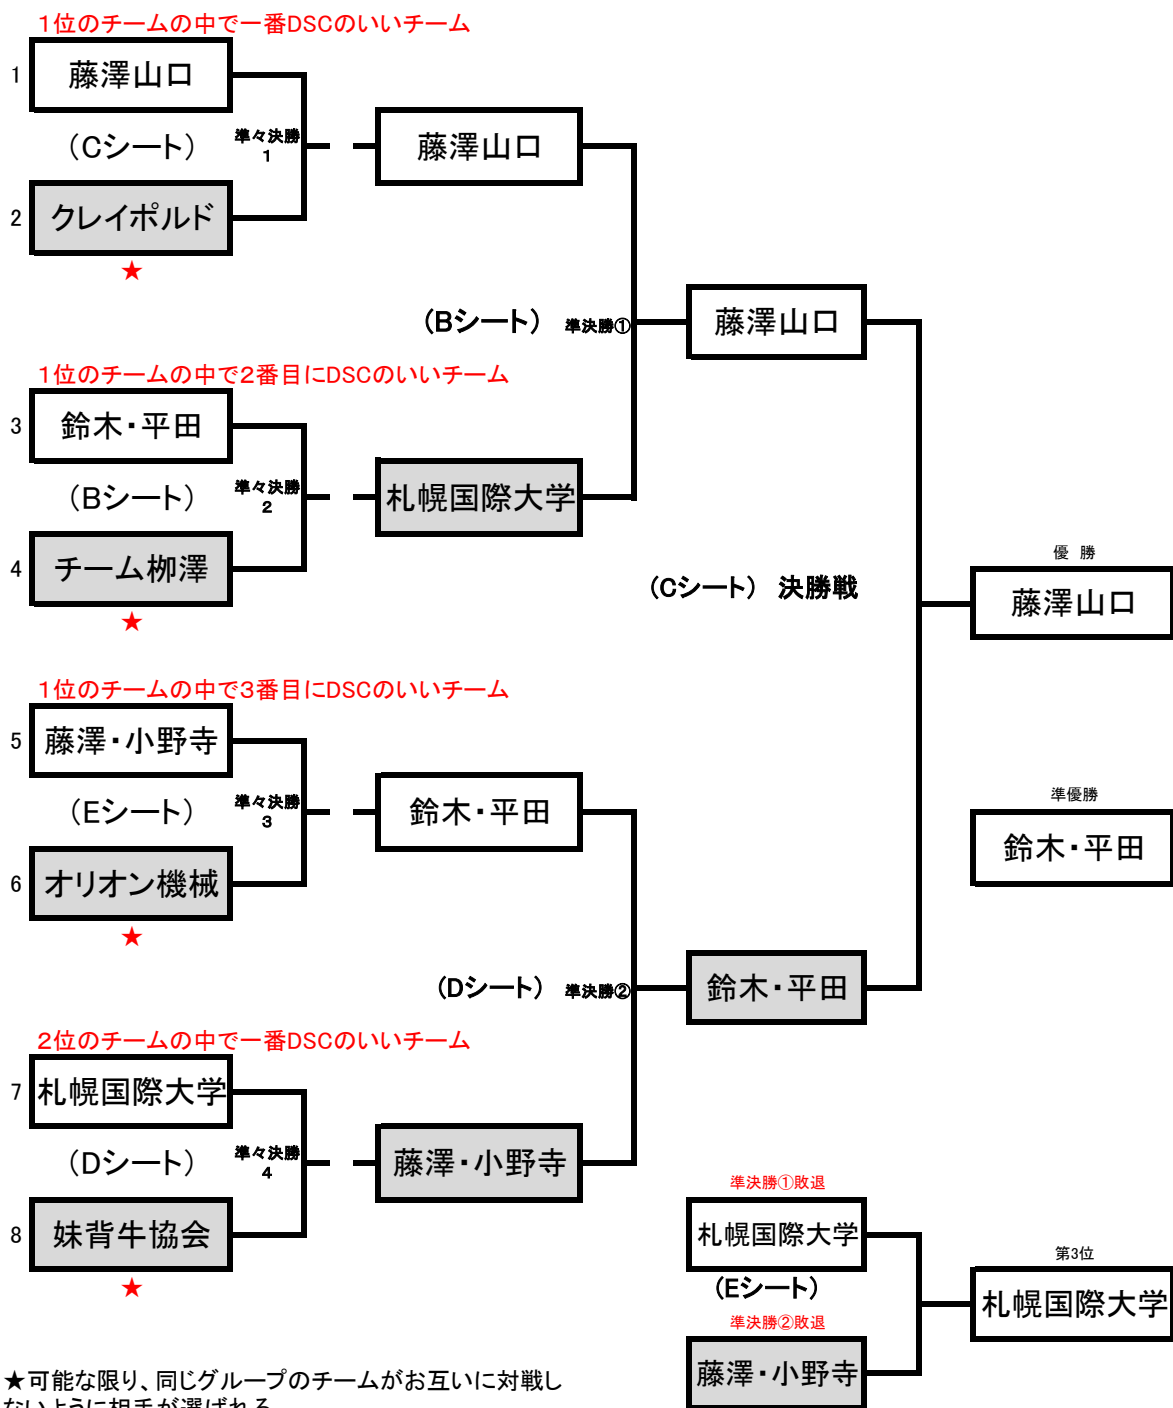 1位のチームの中で一番DSCのいいチーム
1
藤澤山口
(Cシート)
準々決勝
1
2
クレイポルド
★
藤澤山口
(Bシート)
準決勝①
1位のチームの中で2番目にDSCのいいチーム
3
鈴木・平田
(Bシート)
準々決勝
2
4
チーム栁澤
★
札幌国際大学
藤澤山口
(Cシート) 決勝戦
優 勝
藤澤山口
1位のチームの中で3番目にDSCのいいチーム
5
藤澤・小野寺
(Eシート)
準々決勝
3
6
オリオン機械
★
鈴木・平田
準優勝
鈴木・平田
(Dシート)
準決勝②
鈴木・平田
2位のチームの中で一番DSCのいいチーム
7
札幌国際大学
(Dシート)
準々決勝
4
8
妹背牛協会
★
藤澤・小野寺
準決勝①敗退
札幌国際大学
(Eシート)
準決勝②敗退
藤澤・小野寺
第3位
札幌国際大学
★可能な限り、同じグループのチームがお互いに対戦し
ないように相手が選ばれる